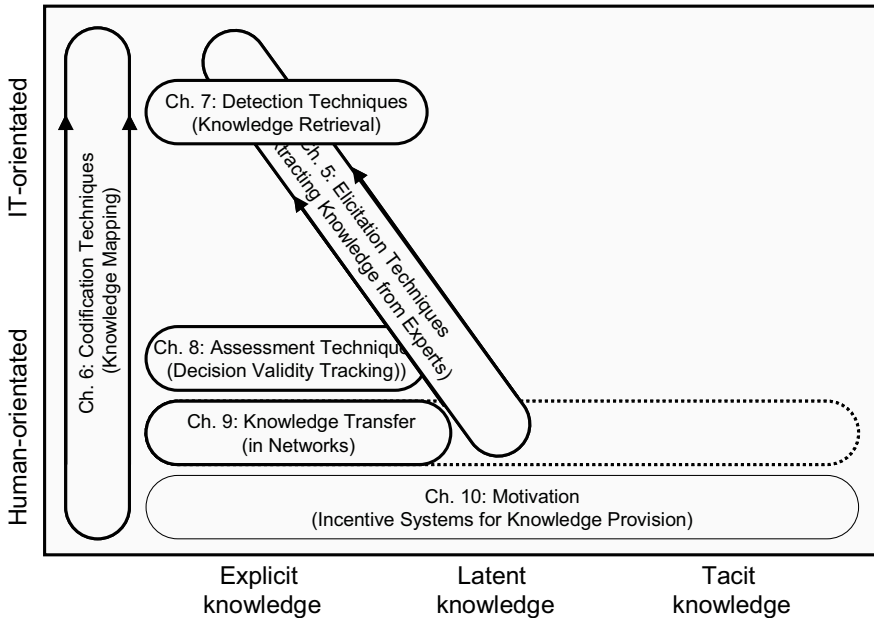 IT-orientated
Human-orientated
Ch. 6: Codification Techniques
(Knowledge Mapping)
Ch. 7: Detection Techniques
(Knowledge Retrieval)
Ch. 5: Elicitation Techniques
tracting Knowledge from Experts)
Ch. 8: Assessment Technique
(Decision Validity Tracking))
Ch. 9: Knowledge Transfer
(in Networks)
Ch. 10: Motivation
(Incentive Systems for Knowledge Provision)
Explicit
knowledge
Latent
knowledge
Tacit
knowledge